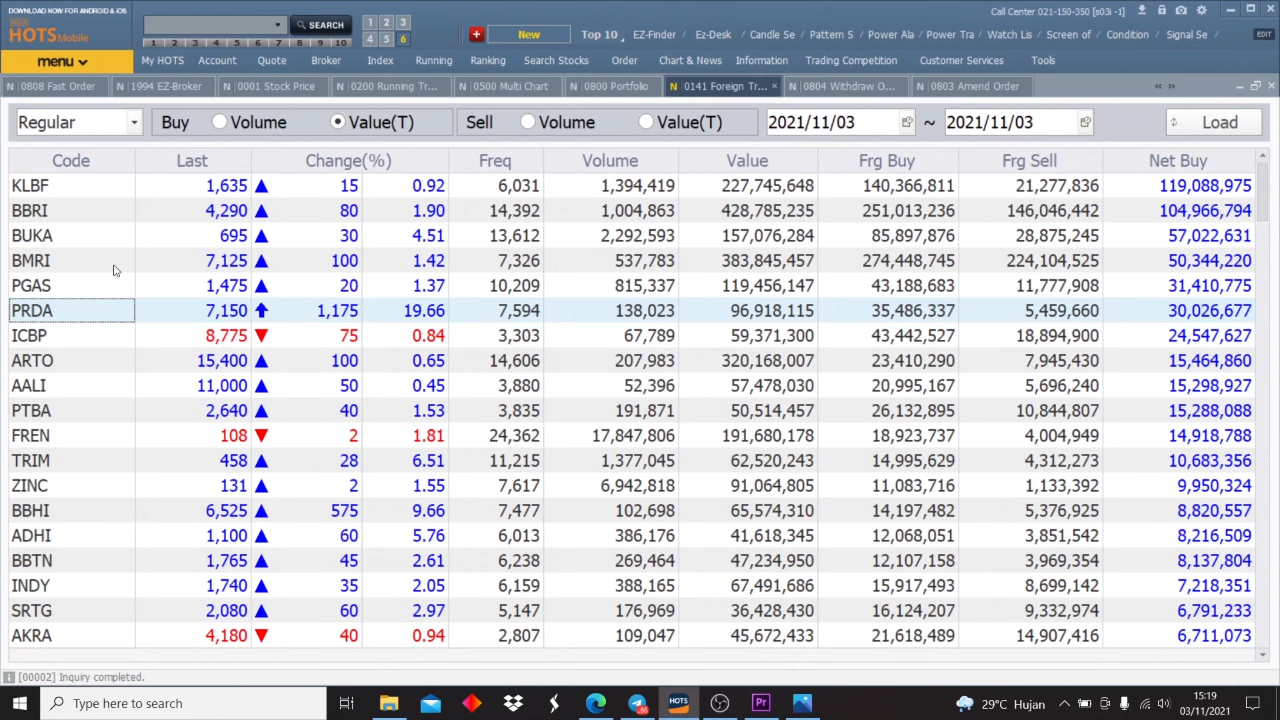 DOWNLOAD NOW FOR ANDROID & iOS
HOTS Mobile
menu
SEARCH
1 2 3 4 5 6 7 8 9 10
1 2 3
4 5 6
New
Top 10 EZ-Finder / EZ-Desk / Candle Se / Pattern S / Power Ala / Power Tra / Watch Lis / Screen of / Condition / Signal Se /
Call Center 021-150-350 [s03i -1]
EDIT
My HOTS Account Quote Broker Index Running Ranking Search Stocks Order Chart & News Information Trading Competition Customer Services Tools
N 0808 Fast Order N 1994 EZ-Broker N 0001 Stock Price N 0200 Running Tr... N 0500 Multi Chart N 0800 Portfolio N 0141 Foreign Tr... × N 0804 Withdraw O... N 0803 Amend Order « »
Regular Buy Volume Value(T) Sell Volume Value(T) 2021/11/03 ~ 2021/11/03 Load
Code Last Change(%) Freq Volume Value Frg Buy Frg Sell Net Buy
KLBF 1,635 ▲ 15 0.92 6,031 1,394,419 227,745,648 140,366,811 21,277,836 119,088,975
BBRI 4,290 ▲ 80 1.90 14,392 1,004,863 428,785,235 251,013,236 146,046,442 104,966,794
BUKA 695 ▲ 30 4.51 13,612 2,292,593 157,076,284 85,897,876 28,875,245 57,022,631
BMRI 7,125 ▲ 100 1.42 7,326 537,783 383,845,457 274,448,745 224,104,525 50,344,220
PGAS 1,475 ▲ 20 1.37 10,209 815,337 119,456,147 43,188,683 11,777,908 31,410,775
PRDA 7,150 ⬆ 1,175 19.66 7,594 138,023 96,918,115 35,486,337 5,459,660 30,026,677
ICBP 8,775 ▼ 75 0.84 3,303 67,789 59,371,300 43,442,527 18,894,900 24,547,627
ARTO 15,400 ▲ 100 0.65 14,606 207,983 320,168,007 23,410,290 7,945,430 15,464,860
AALI 11,000 ▲ 50 0.45 3,880 52,396 57,478,030 20,995,167 5,696,240 15,298,927
PTBA 2,640 ▲ 40 1.53 3,835 191,871 50,514,457 26,132,895 10,844,807 15,288,088
FREN 108 ▼ 2 1.81 24,362 17,847,806 191,680,178 18,923,737 4,004,949 14,918,788
TRIM 458 ▲ 28 6.51 11,215 1,377,045 62,520,243 14,995,629 4,312,273 10,683,356
ZINC 131 ▲ 2 1.55 7,617 6,942,818 91,064,805 11,083,716 1,133,392 9,950,324
BBHI 6,525 ▲ 575 9.66 7,477 102,698 65,574,310 14,197,482 5,376,925 8,820,557
ADHI 1,100 ▲ 60 5.76 6,013 386,176 41,618,345 12,068,051 3,851,542 8,216,509
BBTN 1,765 ▲ 45 2.61 6,238 269,464 47,234,950 12,107,158 3,969,354 8,137,804
INDY 1,740 ▲ 35 2.05 6,159 388,165 67,491,686 15,917,493 8,699,142 7,218,351
SRTG 2,080 ▲ 60 2.97 5,147 176,969 36,428,430 16,124,207 9,332,974 6,791,233
AKRA 4,180 ▼ 40 0.94 2,807 109,047 45,672,433 21,618,489 14,907,416 6,711,073
[00002] Inquiry completed.
Type here to search
HOTS
Pr
29°C Hujan
15:19
03/11/2021